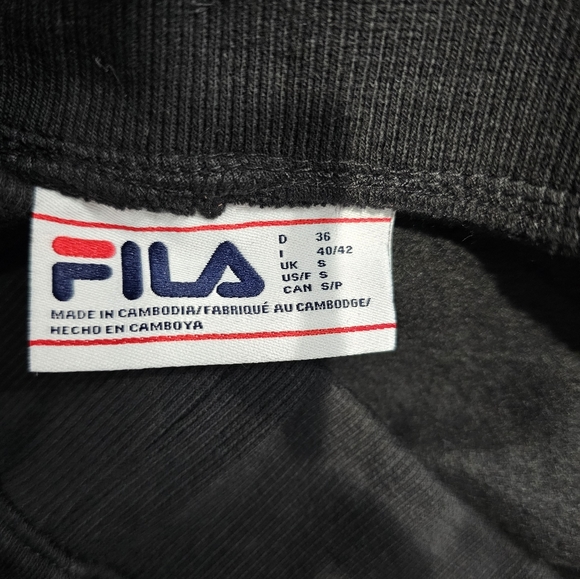 FILA
D 36
I 40/42
UK S
US/F S
CAN S/P
MADE IN CAMBODIA/FABRIQUÉ AU CAMBODGE/
HECHO EN CAMBOYA